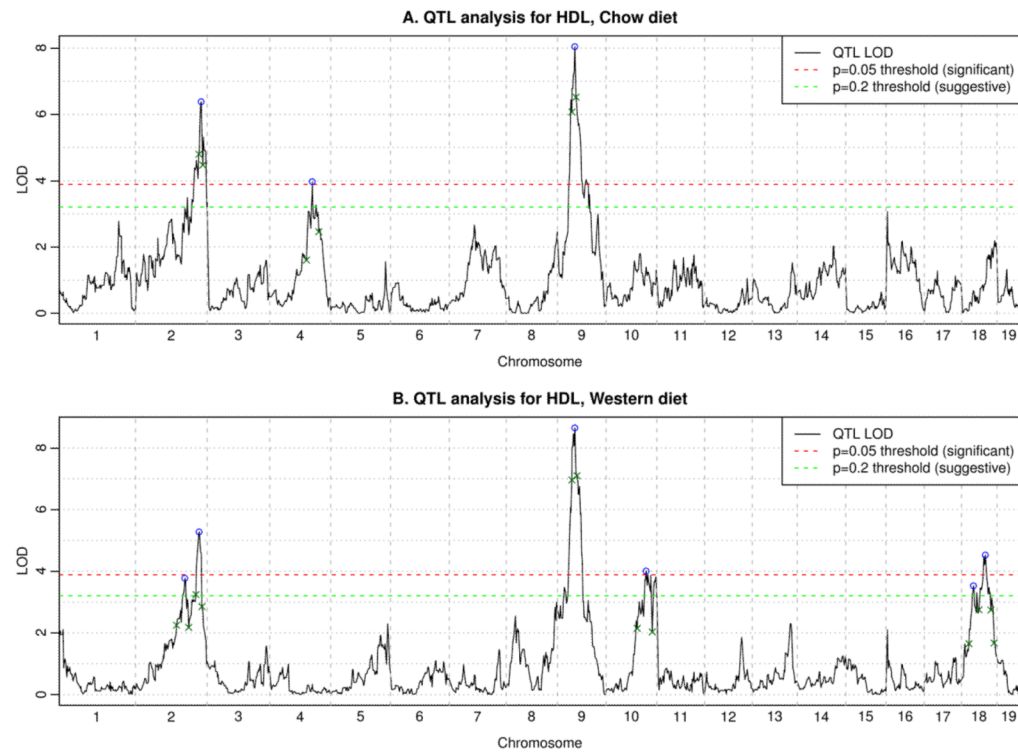 A. QTL analysis for HDL, Chow diet
QTL LOD
p=0.05 threshold (significant)
p=0.2 threshold (suggestive)
8
6
4
2
0
LOD
1 2 3 4 5 6 7 8 9 10 11 12 13 14 15 16 17 18 19
Chromosome
B. QTL analysis for HDL, Western diet
QTL LOD
p=0.05 threshold (significant)
p=0.2 threshold (suggestive)
8
6
4
2
0
LOD
1 2 3 4 5 6 7 8 9 10 11 12 13 14 15 16 17 18 19
Chromosome